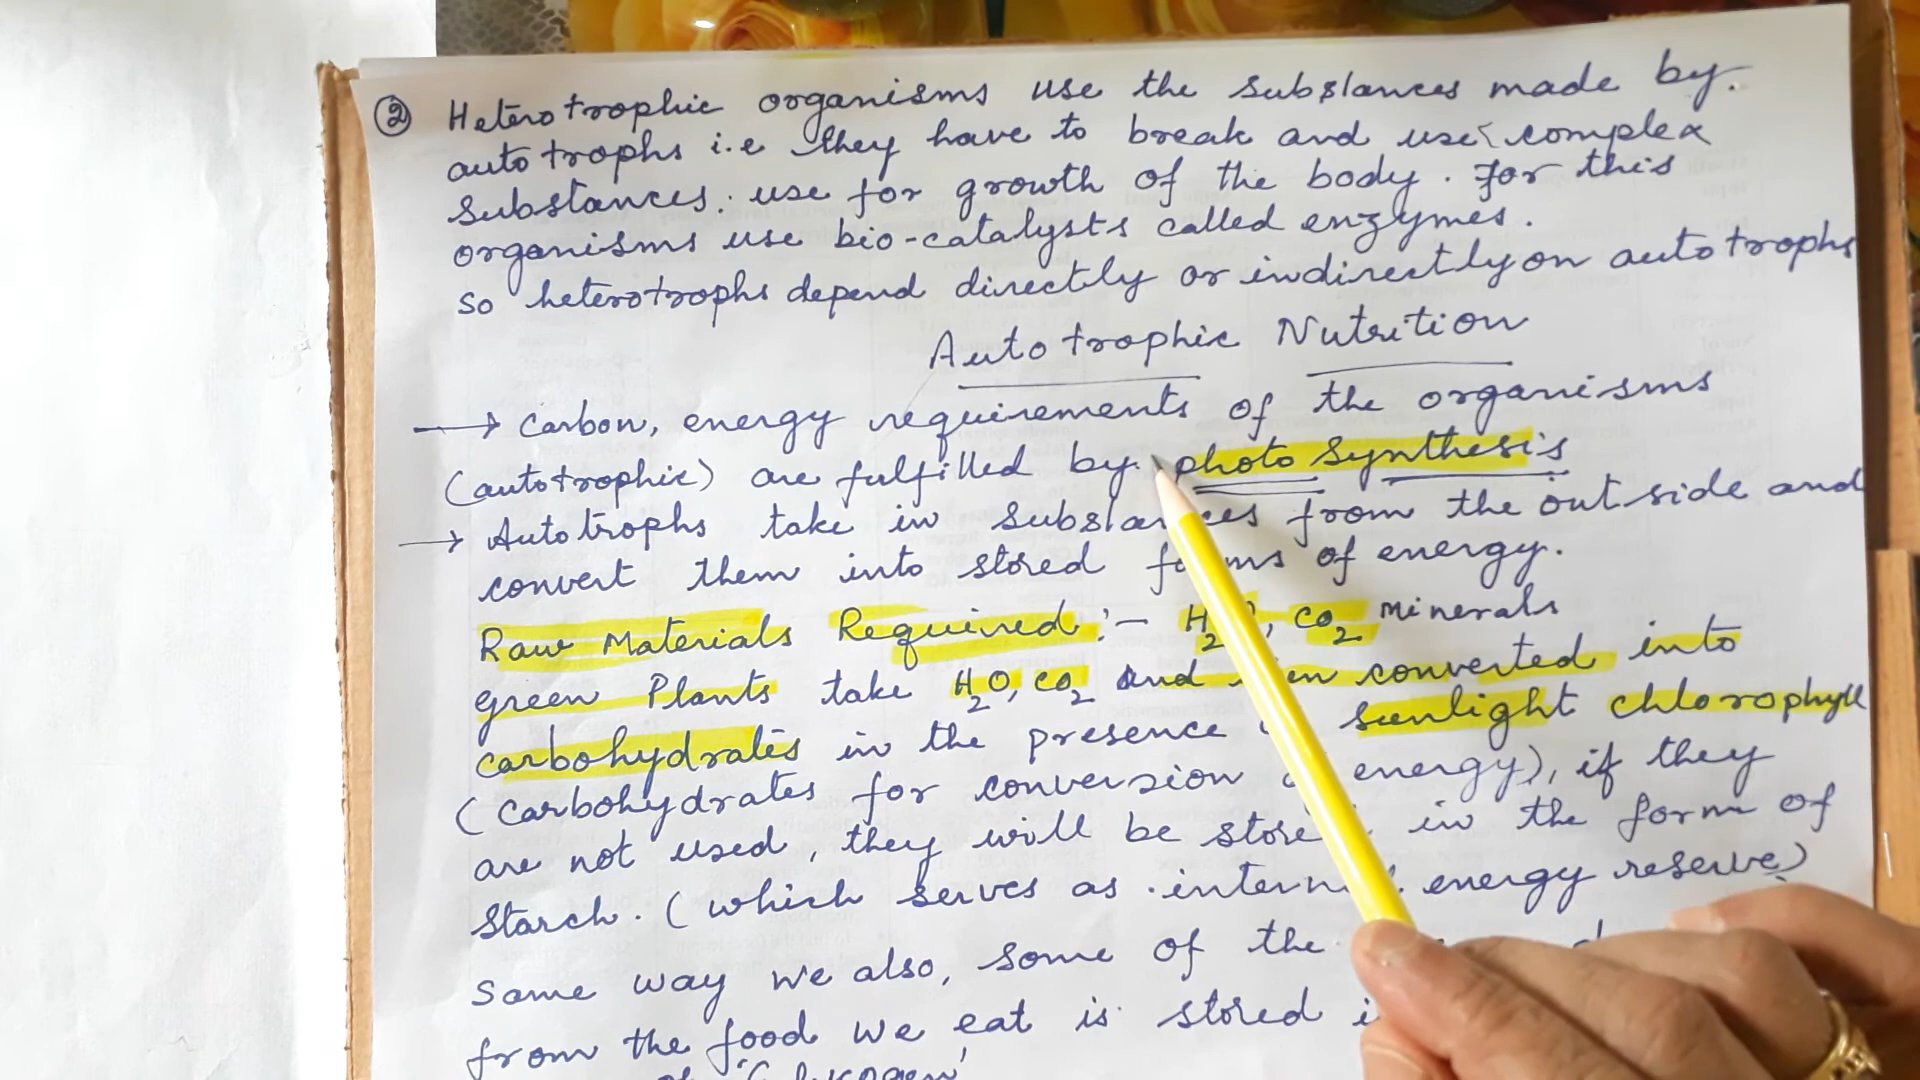 ② Heterotrophic organisms use the substances made by.
autotrophs i.e they have to break and use complex
substances. use for growth of the body. For this
organisms use bio-catalysts called enzymes.
so heterotrophs depend directly or indirectly on autotrophs
Autotrophic Nutrition
→ Carbon, energy requirements of the organisms
(autotrophic) are fulfilled by photo synthesis
→ Autotrophs take in substances from the outside and
convert them into stored forms of energy.
Raw Materials Required :- H₂O, CO₂ Minerals
green Plants take H₂O, CO₂ and then converted into
carbohydrates in the presence sunlight chlorophyll
(carbohydrates for conversion energy), if they
are not used, they will be stored in the form of
starch. (which serves as internal energy reserve)
Same way we also, some of the
from the food we eat is stored
of 'Glycogen'